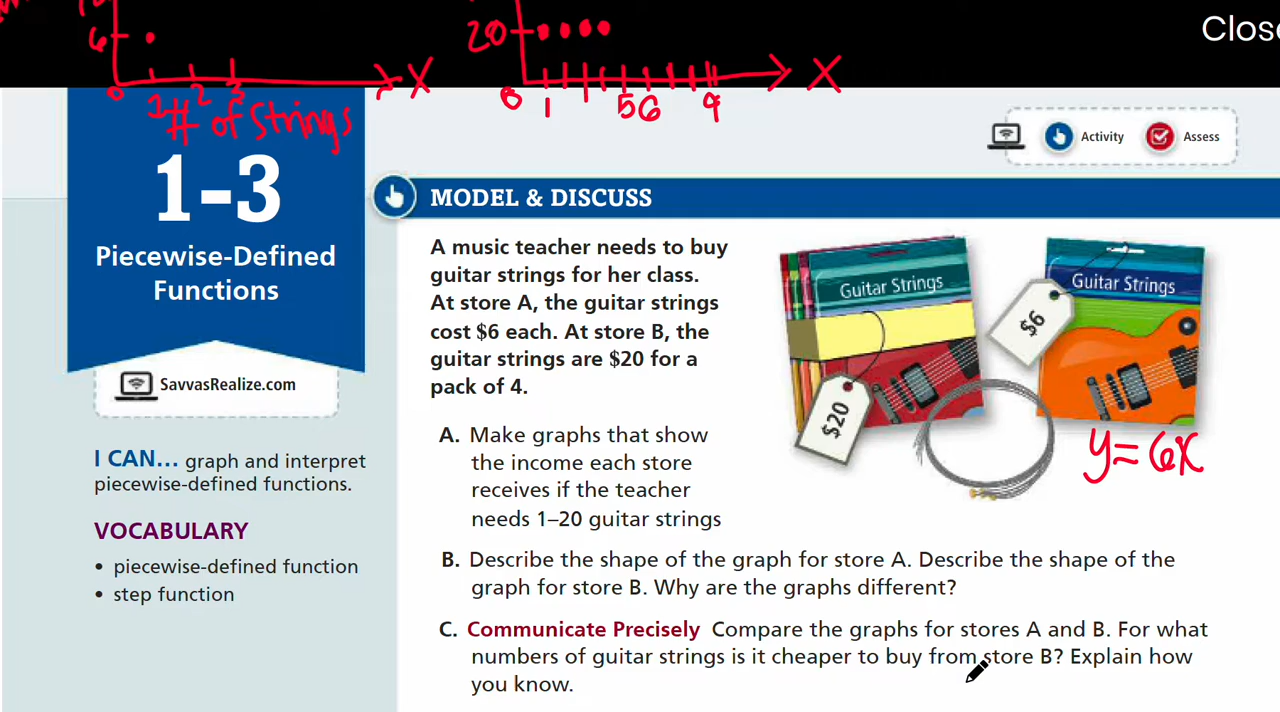 Close
6
20
X
X
0
1
2
3
0
1
5
6
9
# of Strings
Activity
Assess
1-3
Piecewise-Defined
Functions
SavvasRealize.com
I CAN… graph and interpret
piecewise-defined functions.
VOCABULARY
• piecewise-defined function
• step function
MODEL & DISCUSS
A music teacher needs to buy
guitar strings for her class.
At store A, the guitar strings
cost $6 each. At store B, the
guitar strings are $20 for a
pack of 4.
Guitar Strings
$20
Guitar Strings
$6
y=6x
A. Make graphs that show
the income each store
receives if the teacher
needs 1–20 guitar strings
B. Describe the shape of the graph for store A. Describe the shape of the
graph for store B. Why are the graphs different?
C. Communicate Precisely Compare the graphs for stores A and B. For what
numbers of guitar strings is it cheaper to buy from store B? Explain how
you know.